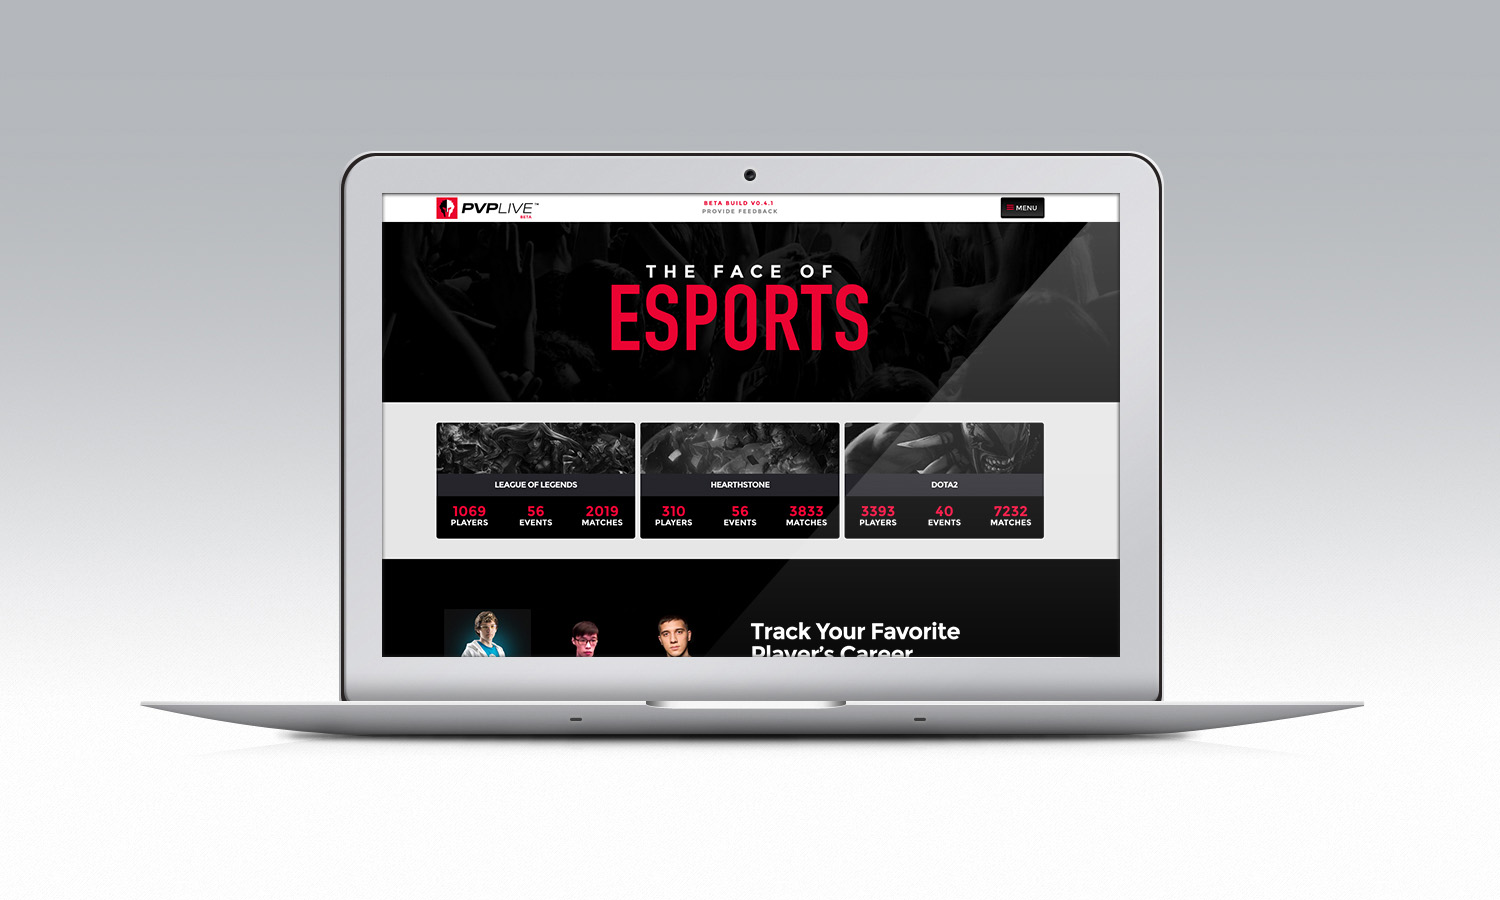 PVPLIVE™
BETA
BETA BUILD V0.4.1
PROVIDE FEEDBACK
MENU
THE FACE OF
ESPORTS
LEAGUE OF LEGENDS
1069 56 2019
PLAYERS EVENTS MATCHES
HEARTHSTONE
310 56 3833
PLAYERS EVENTS MATCHES
DOTA2
3393 40 7232
PLAYERS EVENTS MATCHES
Track Your Favorite
Player's Career